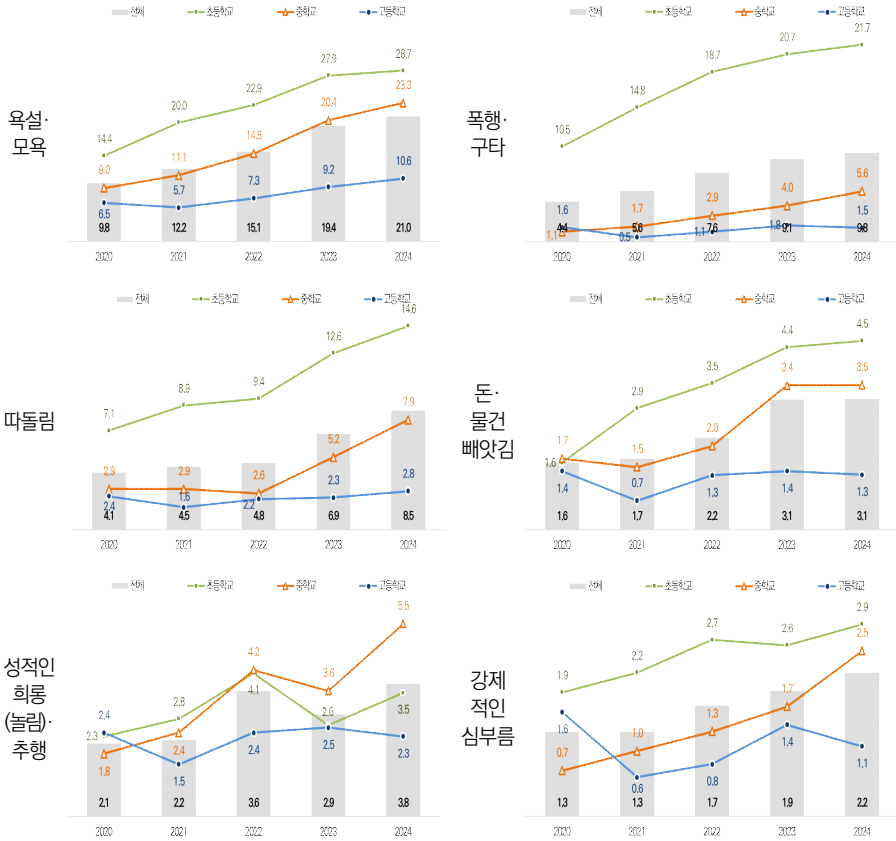 전체 초등학교 중학교 고등학교
욕설·
모욕
14.4 20.0 22.9 27.9 28.7
9.0 11.1 14.8 20.4 23.3
6.5 5.7 7.3 9.2 10.6
9.8 12.2 15.1 19.4 21.0
2020 2021 2022 2023 2024
전체 초등학교 중학교 고등학교
폭행·
구타
10.5 14.8 18.7 20.7 21.7
1.1 1.7 2.9 4.0 5.6
1.6 0.5 1.1 1.8 1.5
4.4 5.6 7.6 9.1 9.8
2020 2021 2022 2023 2024
전체 초등학교 중학교 고등학교
따돌림
7.1 8.9 9.4 12.6 14.6
2.9 2.9 2.6 5.2 7.9
2.4 1.6 2.2 2.3 2.8
4.1 4.5 4.8 6.9 8.5
2020 2021 2022 2023 2024
전체 초등학교 중학교 고등학교
돈·
물건
빼앗김
1.6 2.9 3.5 4.4 4.5
1.7 1.5 2.0 3.4 3.5
1.4 0.7 1.3 1.4 1.3
1.6 1.7 2.2 3.1 3.1
2020 2021 2022 2023 2024
전체 초등학교 중학교 고등학교
성적인
희롱
(놀림)·
추행
2.3 2.8 4.1 2.6 3.5
1.8 2.4 4.2 3.6 5.5
2.4 1.5 2.4 2.5 2.3
2.1 2.2 3.6 2.9 3.8
2020 2021 2022 2023 2024
전체 초등학교 중학교 고등학교
강제
적인
심부름
1.9 2.2 2.7 2.6 2.9
0.7 1.0 1.3 1.7 2.5
1.6 0.6 0.8 1.4 1.1
1.3 1.3 1.7 1.9 2.2
2020 2021 2022 2023 2024